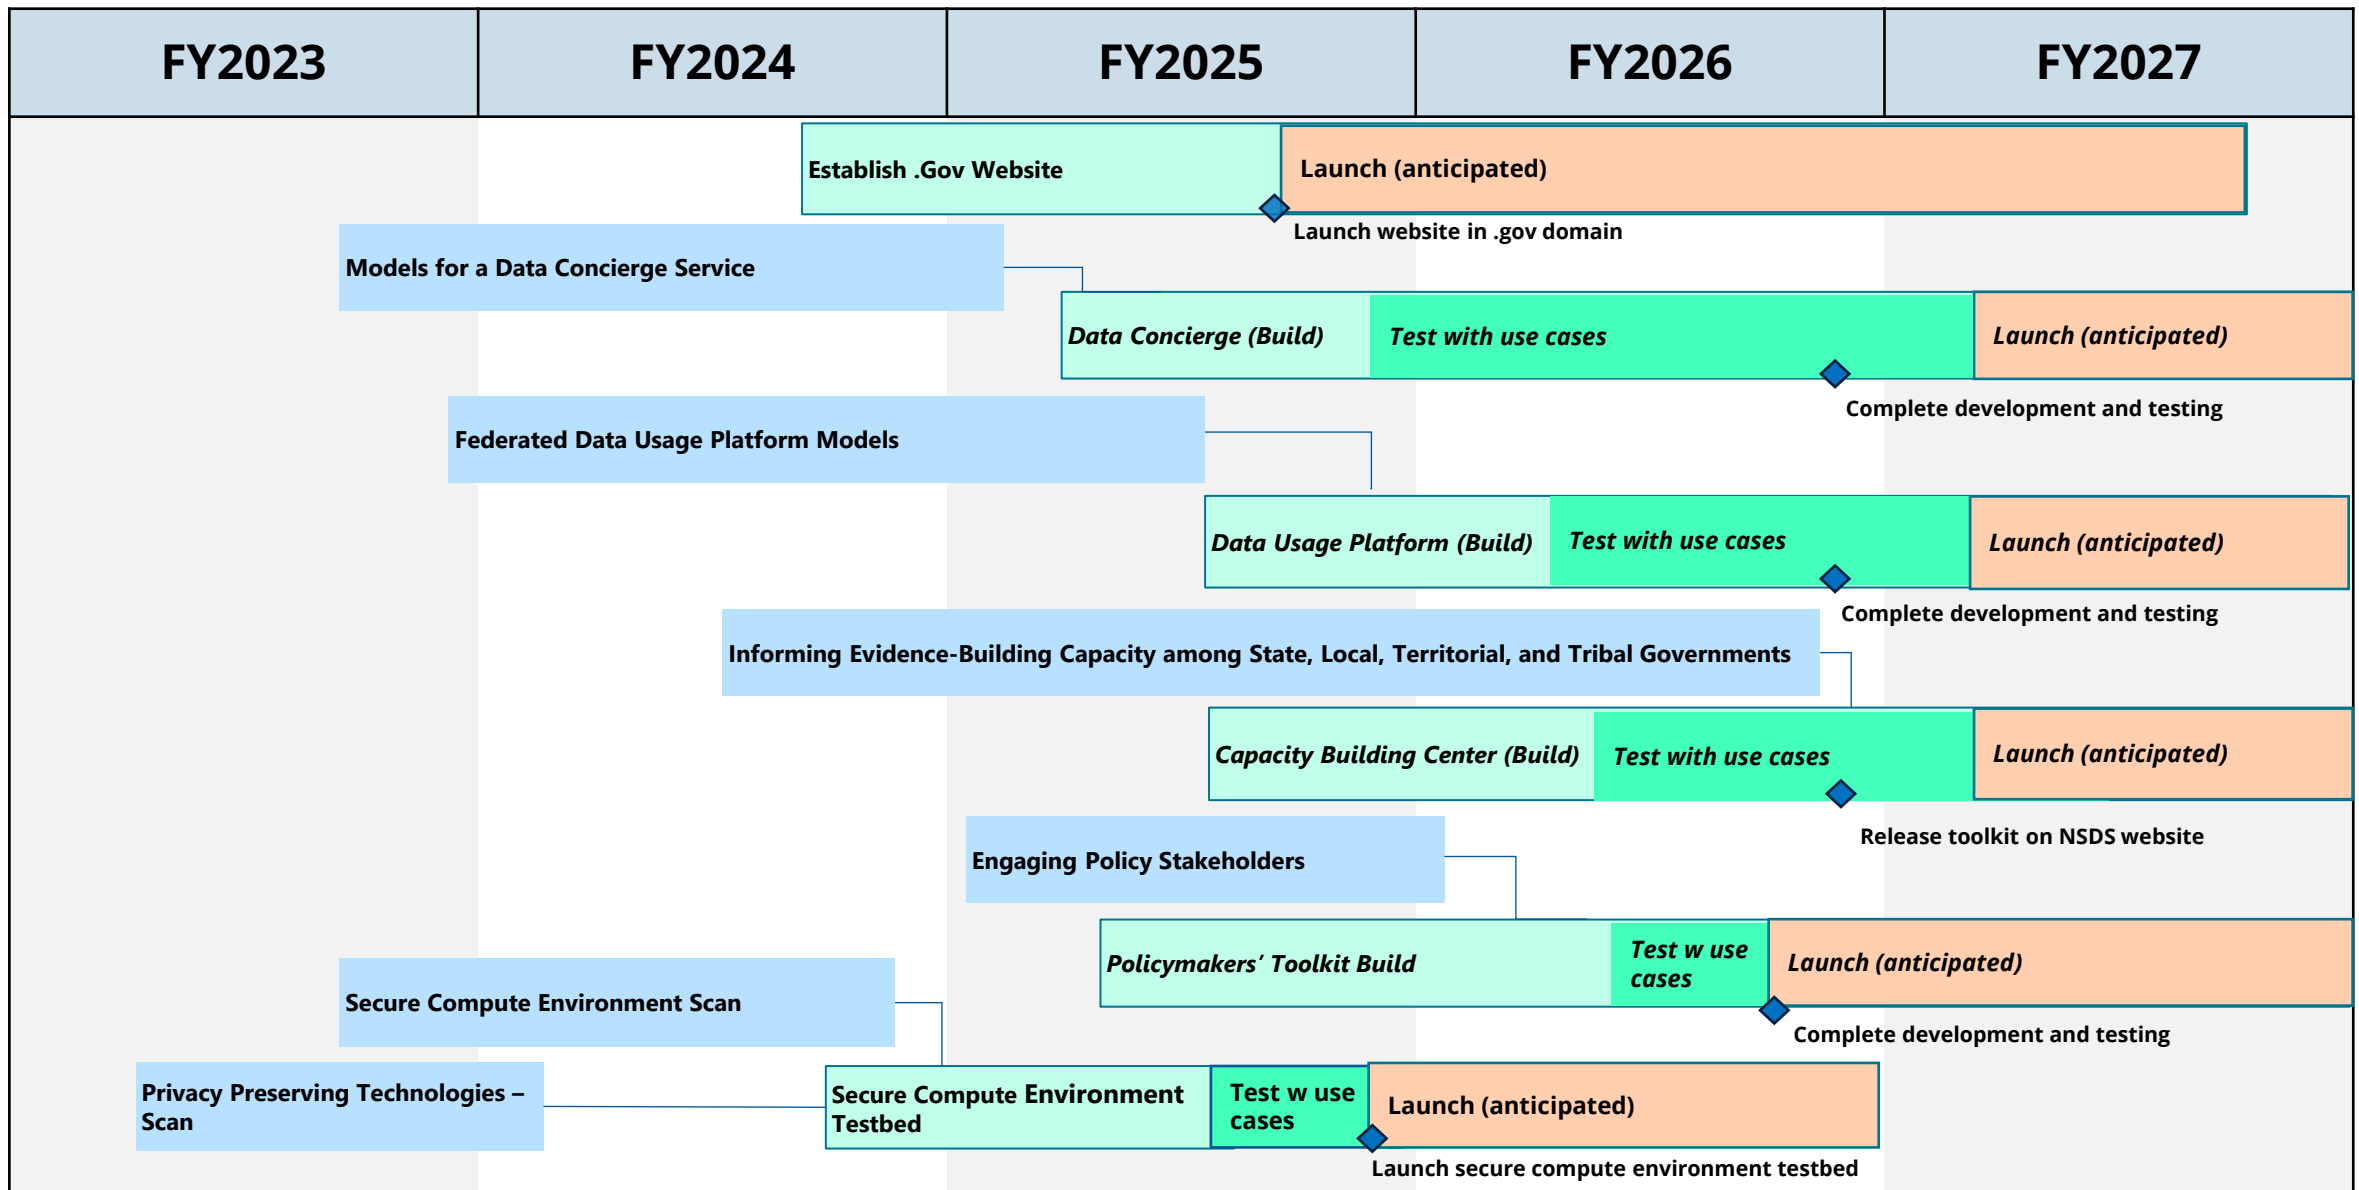 FY2023
FY2024
FY2025
FY2026
FY2027
Establish .Gov Website
Launch (anticipated)
Launch website in .gov domain
Models for a Data Concierge Service
Data Concierge (Build)
Test with use cases
Launch (anticipated)
Complete development and testing
Federated Data Usage Platform Models
Data Usage Platform (Build)
Test with use cases
Launch (anticipated)
Complete development and testing
Informing Evidence-Building Capacity among State, Local, Territorial, and Tribal Governments
Capacity Building Center (Build)
Test with use cases
Launch (anticipated)
Release toolkit on NSDS website
Engaging Policy Stakeholders
Policymakers’ Toolkit Build
Test w use
cases
Launch (anticipated)
Complete development and testing
Secure Compute Environment Scan
Privacy Preserving Technologies –
Scan
Secure Compute Environment
Testbed
Test w use
cases
Launch (anticipated)
Launch secure compute environment testbed